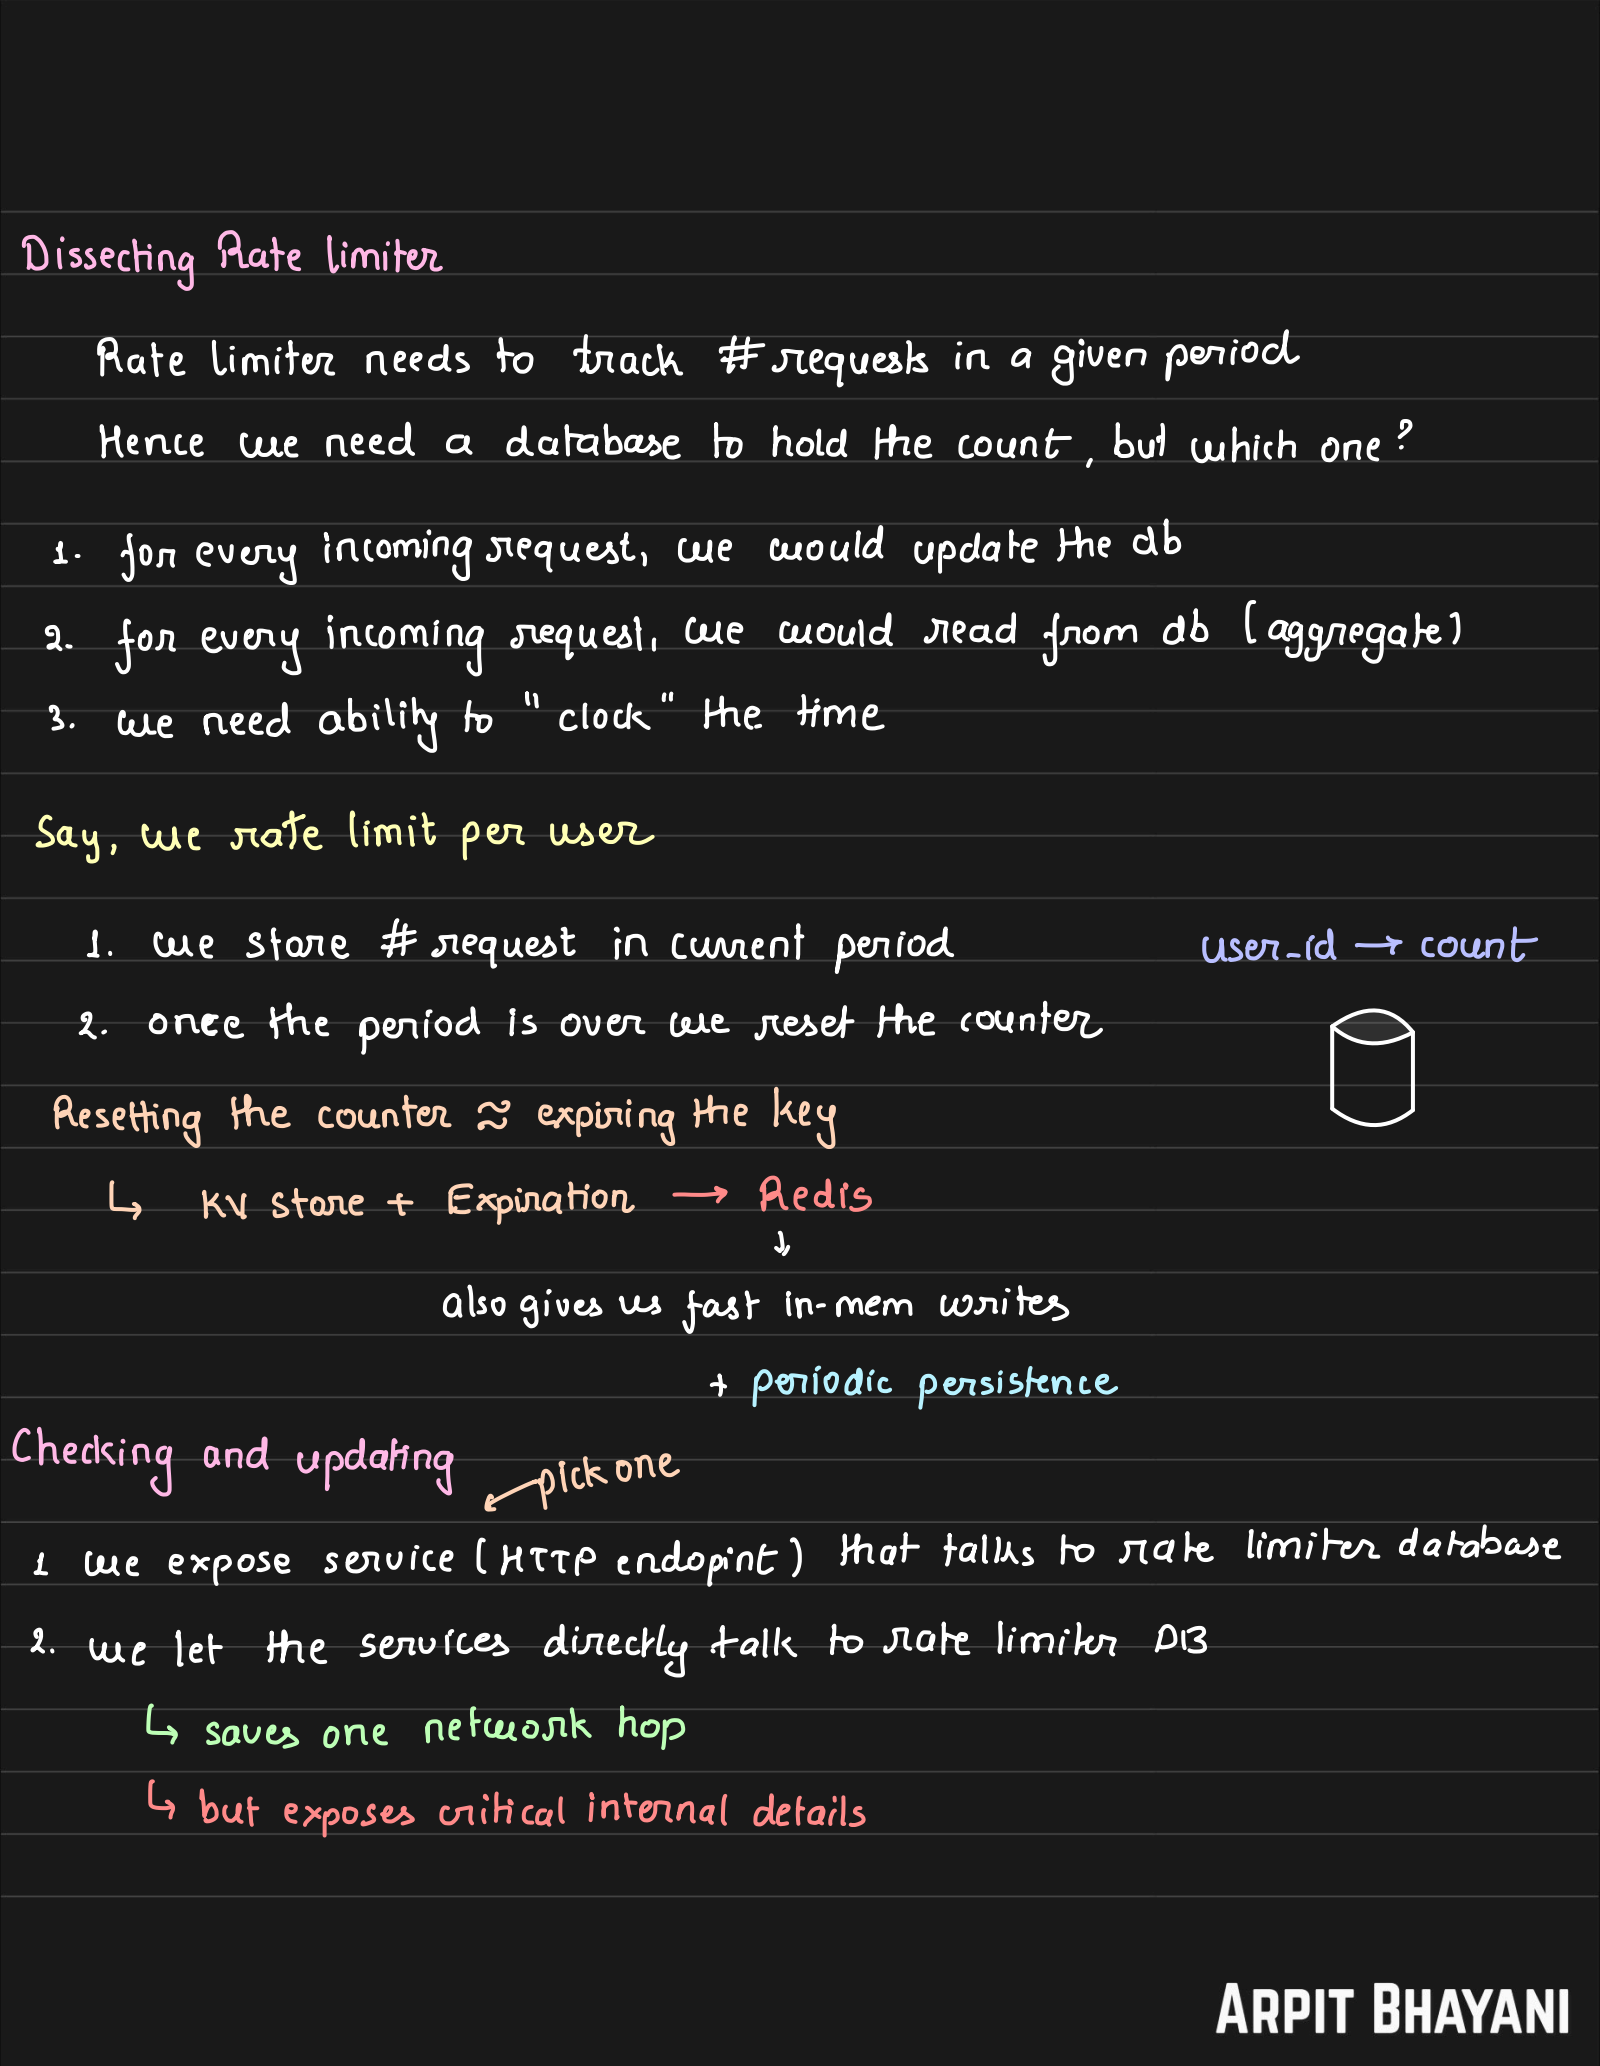 Dissecting Rate limiter
Rate limiter needs to track # requests in a given period
Hence we need a database to hold the count, but which one?
1. for every incoming request, we would update the db
2. for every incoming request, we would read from db (aggregate)
3. we need ability to "clock" the time
Say, we rate limit per user
1. we store # request in current period
user_id → count
2. once the period is over we reset the counter
Resetting the counter ≈ expiring the key
↳ KV store + Expiration → Redis
↓
also gives us fast in-mem writes
+ periodic persistence
Checking and updating
pick one
1 we expose service (HTTP endopint) that talks to rate limiter database
2. we let the services directly talk to rate limiter DB
↳ saves one network hop
↳ but exposes critical internal details
ARPIT BHAYANI